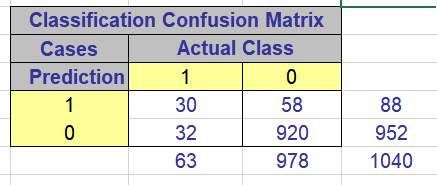 Classification Confusion Matrix
Cases Actual Class
Prediction 1 0
1 30 58 88
0 32 920 952
63 978 1040